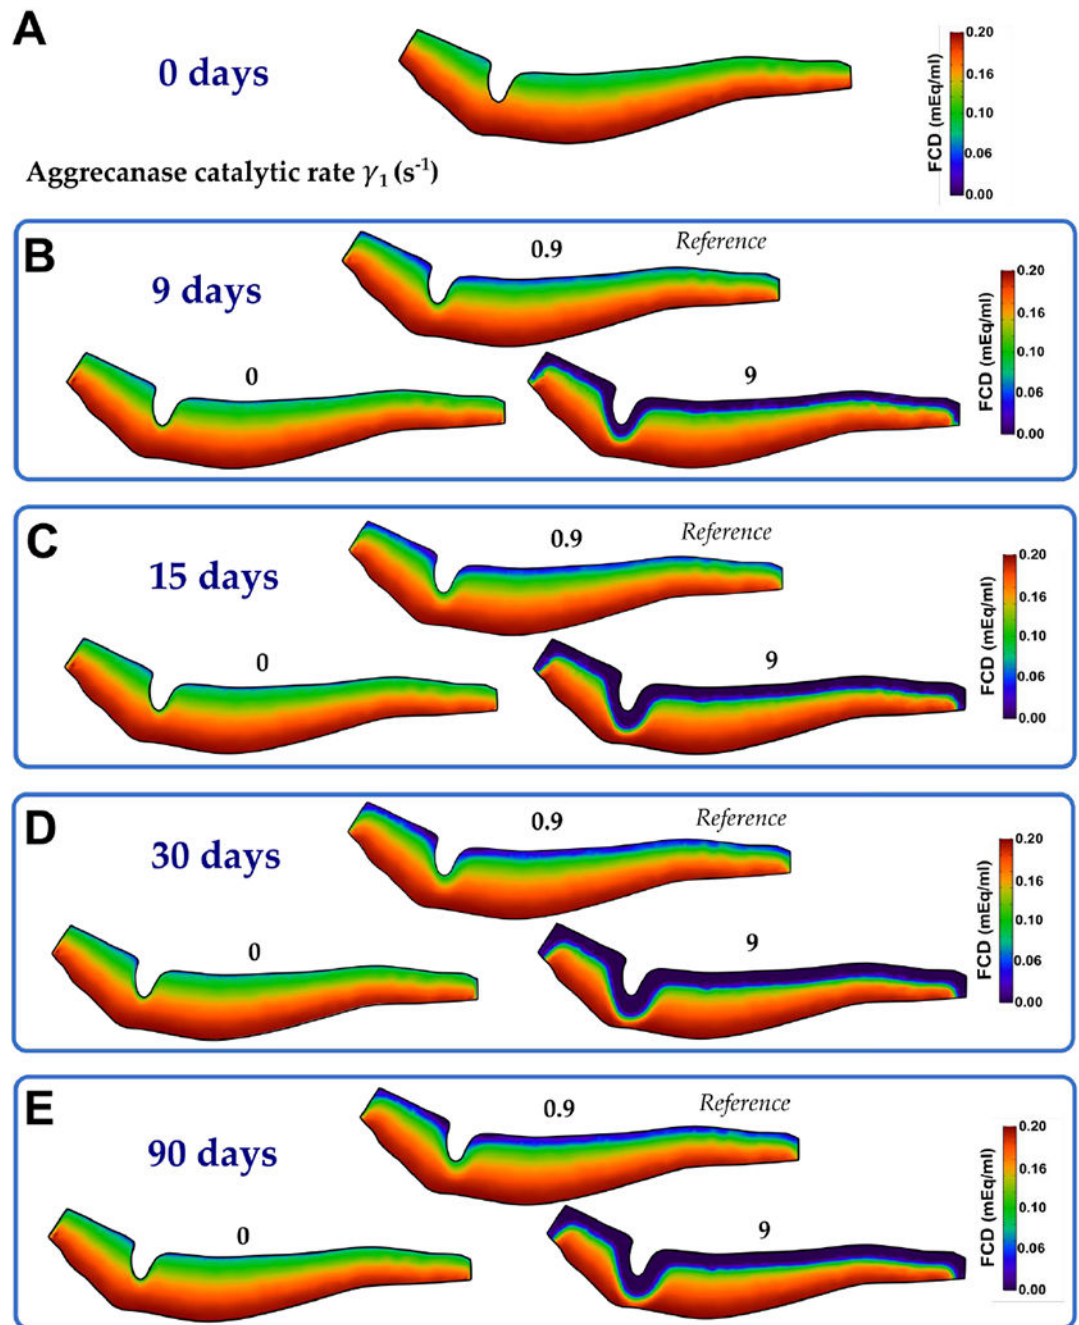 A
0 days
Aggrecanase catalytic rate γ1 (s-1)
FCD (mEq/ml)
0.20
0.16
0.10
0.06
0.00
B
9 days
0.9
Reference
0
9
FCD (mEq/ml)
0.20
0.16
0.10
0.06
0.00
C
15 days
0.9
Reference
0
9
FCD (mEq/ml)
0.20
0.16
0.10
0.06
0.00
D
30 days
0.9
Reference
0
9
FCD (mEq/ml)
0.20
0.16
0.10
0.06
0.00
E
90 days
0.9
Reference
0
9
FCD (mEq/ml)
0.20
0.16
0.10
0.06
0.00